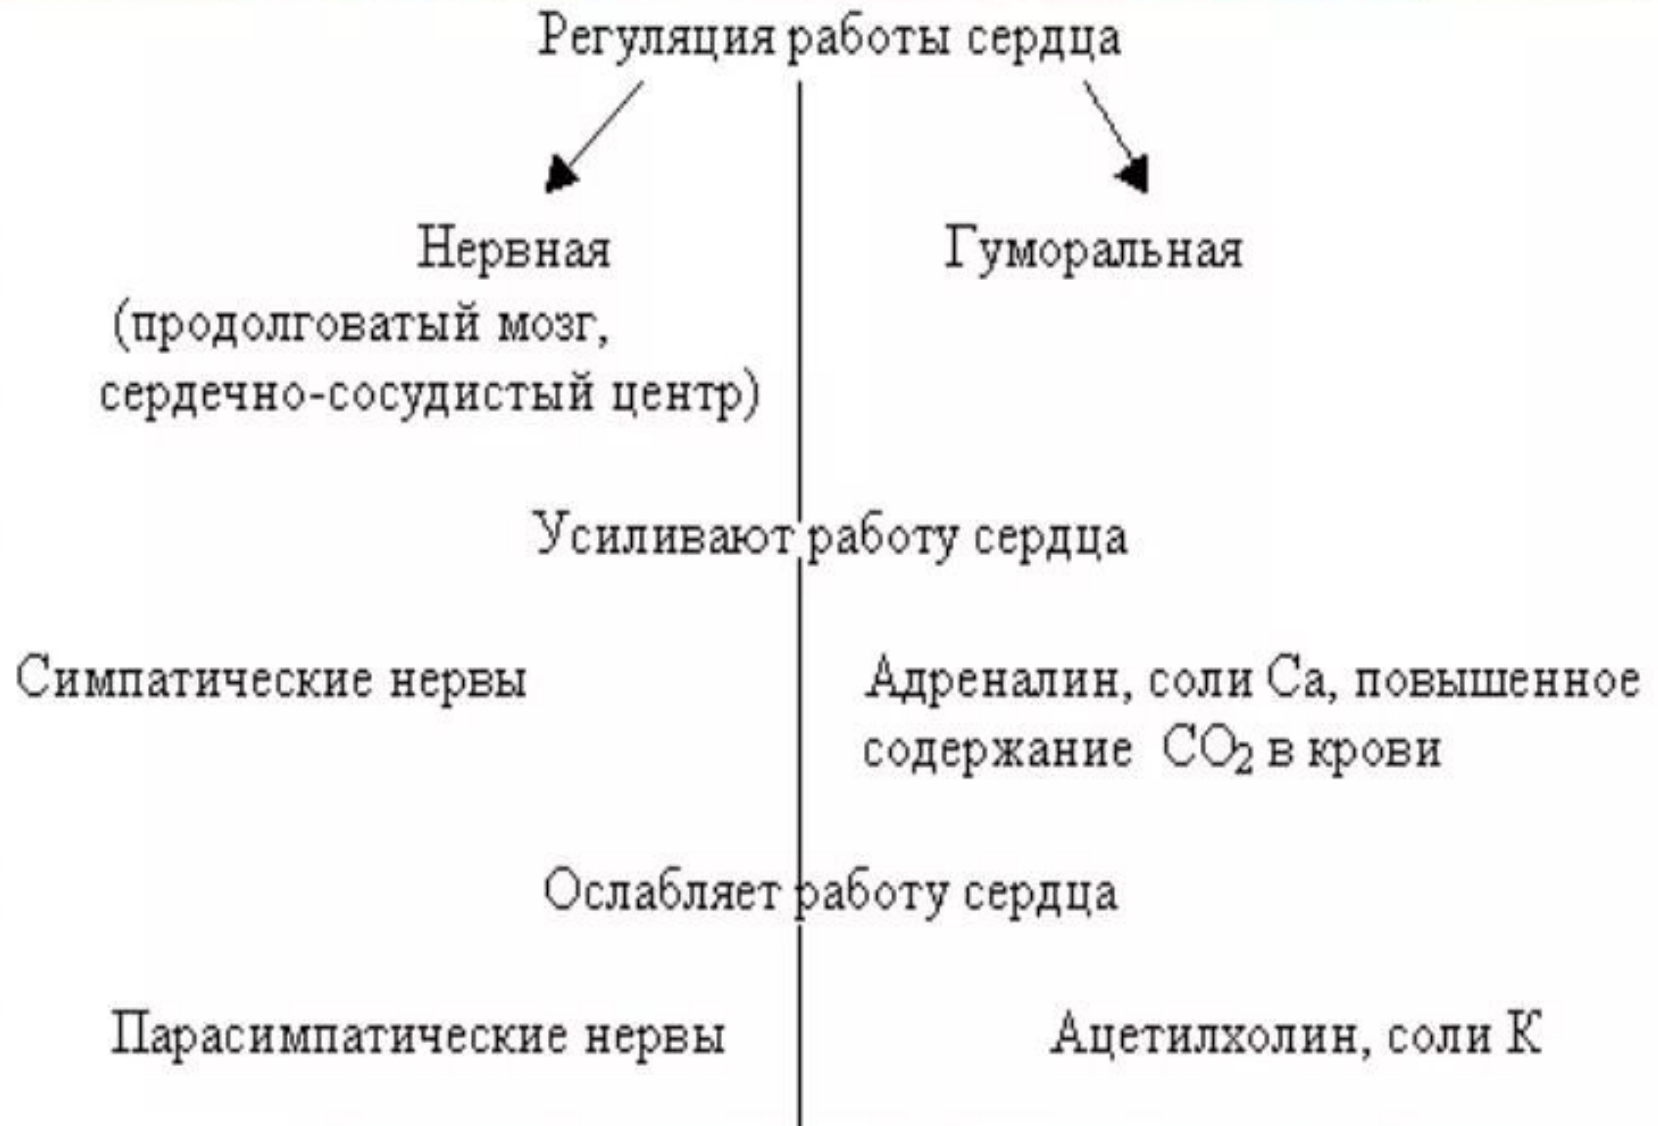 Регуляция работы сердца
Нервная
(продолговатый мозг,
сердечно-сосудистый центр)
Гуморальная
Усиливают работу сердца
Симпатические нервы
Адреналин, соли Са, повышенное
содержание СО₂ в крови
Ослабляет работу сердца
Парасимпатические нервы
Ацетилхолин, соли К